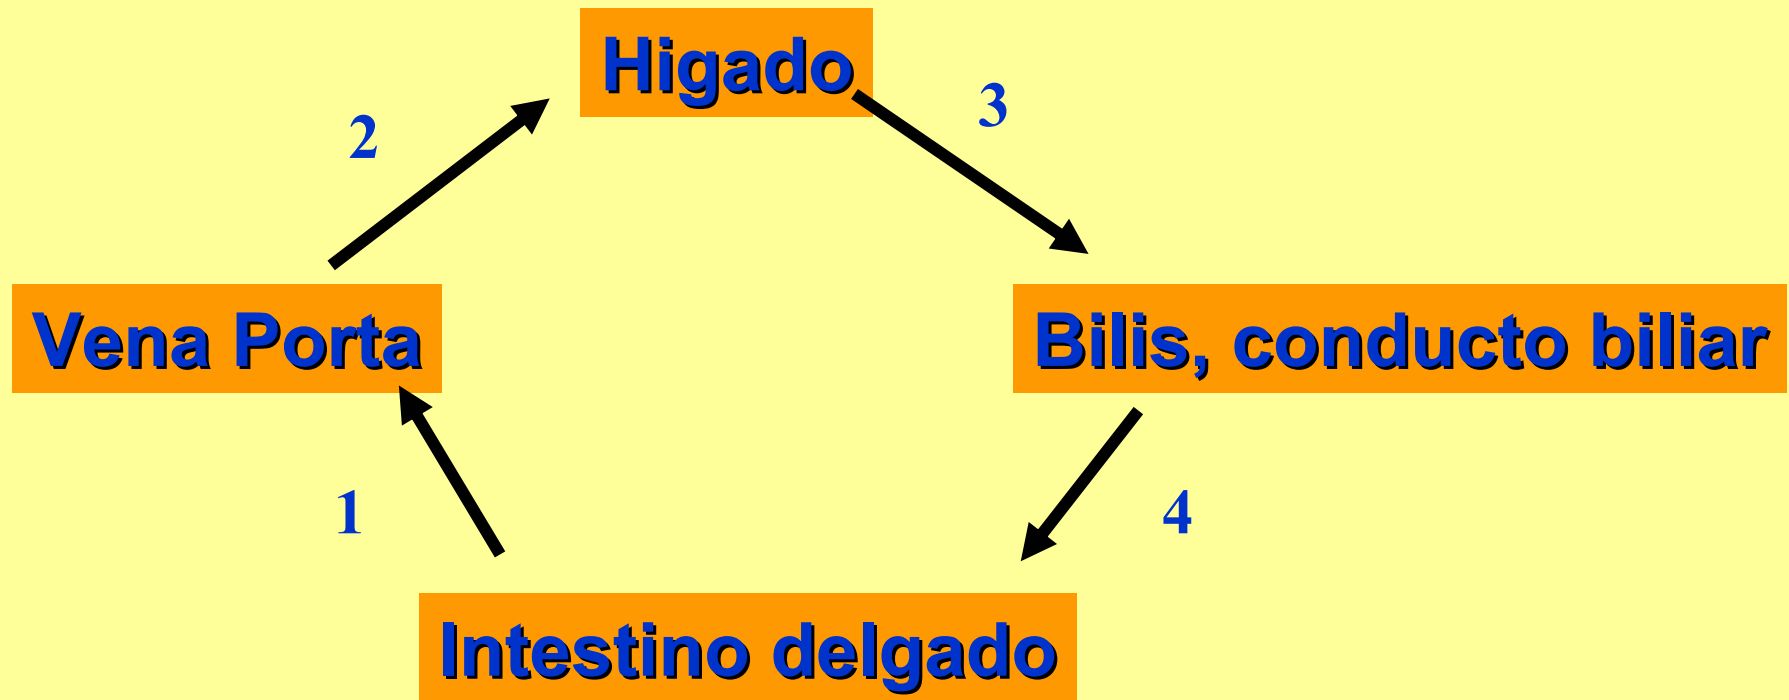 Higado
3
2
Vena Porta
Bilis, conducto biliar
1
4
Intestino delgado